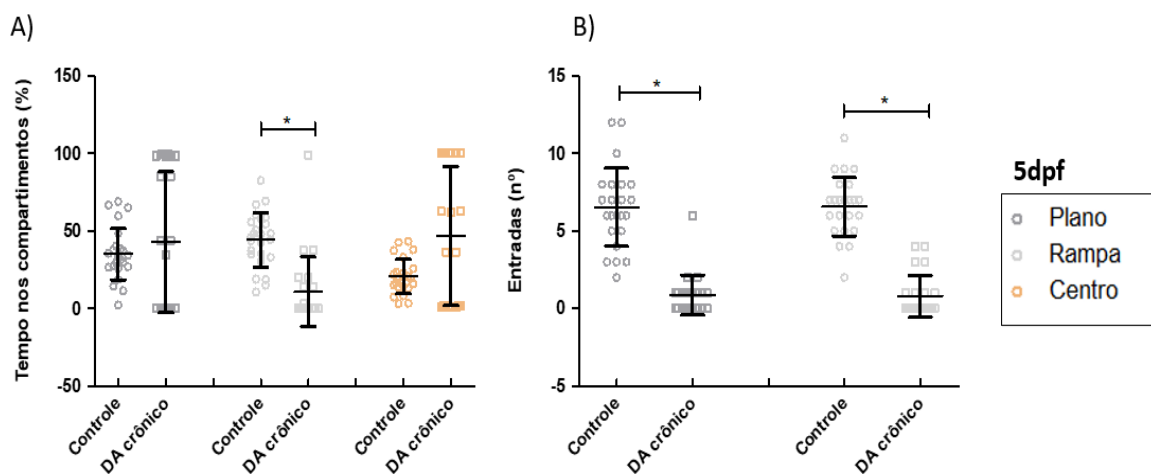 A)
Tempo nos compartimentos (%)
150
100
50
0
-50
*
Controle
DA crônico
Controle
DA crônico
Controle
DA crônico
B)
Entradas (nº)
15
10
5
0
-5
*
*
Controle
DA crônico
Controle
DA crônico
5dpf
Plano
Rampa
Centro